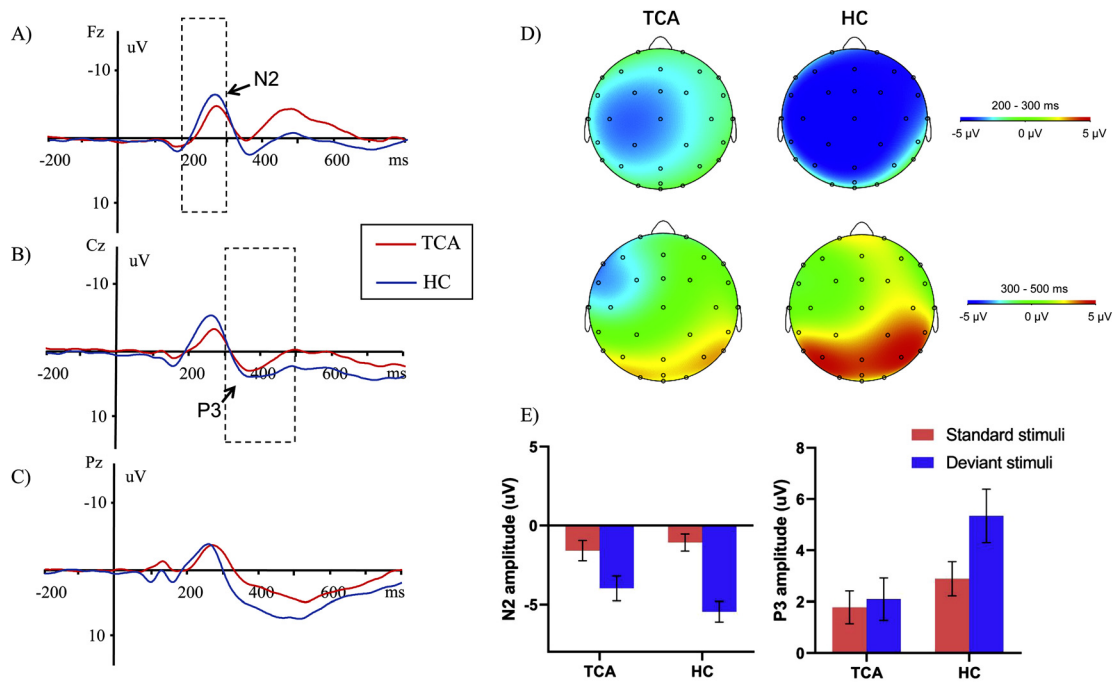 A)
Fz
uV
-10
N2
-200
200
400
600
ms
10
TCA
HC
B)
Cz
uV
-10
-200
200
400
600
ms
P3
10
C)
Pz
uV
-10
-200
200
400
600
ms
10
D)
TCA
HC
200 - 300 ms
-5 μV
0 μV
5 μV
300 - 500 ms
-5 μV
0 μV
5 μV
E)
N2 amplitude (uV)
5
0
-5
TCA
HC
P3 amplitude (uV)
8
6
4
2
0
TCA
HC
Standard stimuli
Deviant stimuli